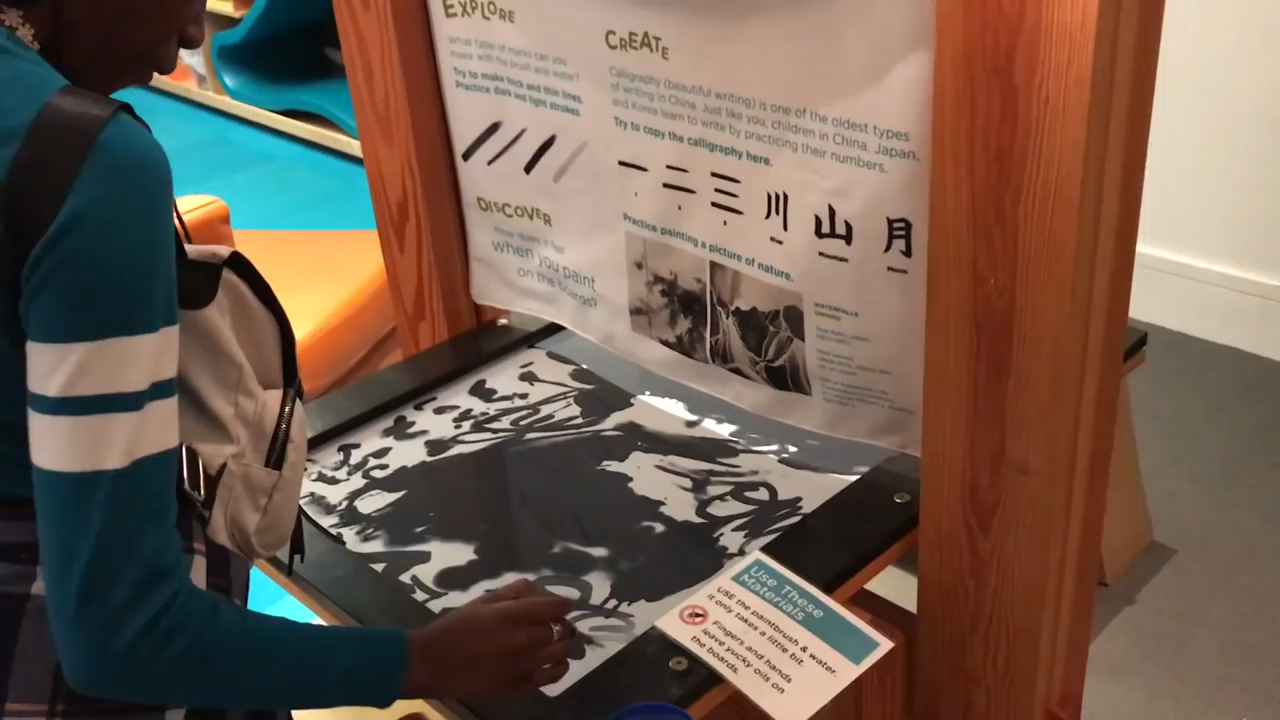 EXPLORE
What types of marks can you
make with the brush and water?
Try to make thick and thin lines.
Practice dark and light strokes.
DISCOVER
How does it feel
when you paint
on the boards?
CREATE
Calligraphy (beautiful writing) is one of the oldest types
of writing in China. Just like you, children in China, Japan,
and Korea learn to write by practicing their numbers.
Try to copy the calligraphy here.
一 二 三 川 山 月
River Mountain Moon
Practice painting a picture of nature.
WATERFALLS
Use These
Materials
USE the paintbrush & water.
It only takes a little bit.
Fingers and hands
leave yucky oils on
the boards.